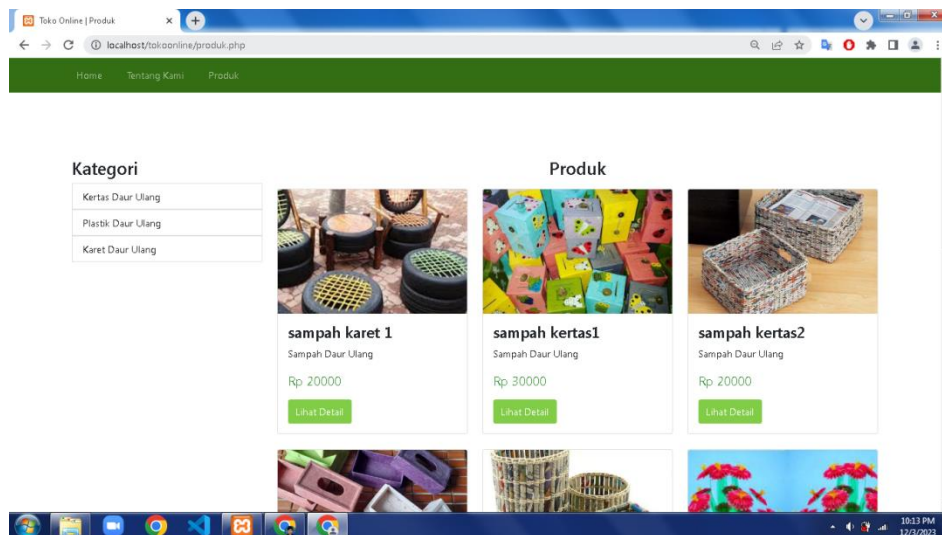 Toko Online | Produk
localhost/tokoonline/produk.php
Home Tentang Kami Produk
Kategori
Kertas Daur Ulang
Plastik Daur Ulang
Karet Daur Ulang
Produk
sampah karet 1
Sampah Daur Ulang
Rp 20000
Lihat Detail
sampah kertas1
Sampah Daur Ulang
Rp 30000
Lihat Detail
sampah kertas2
Sampah Daur Ulang
Rp 20000
Lihat Detail
10:13 PM
12/3/2023